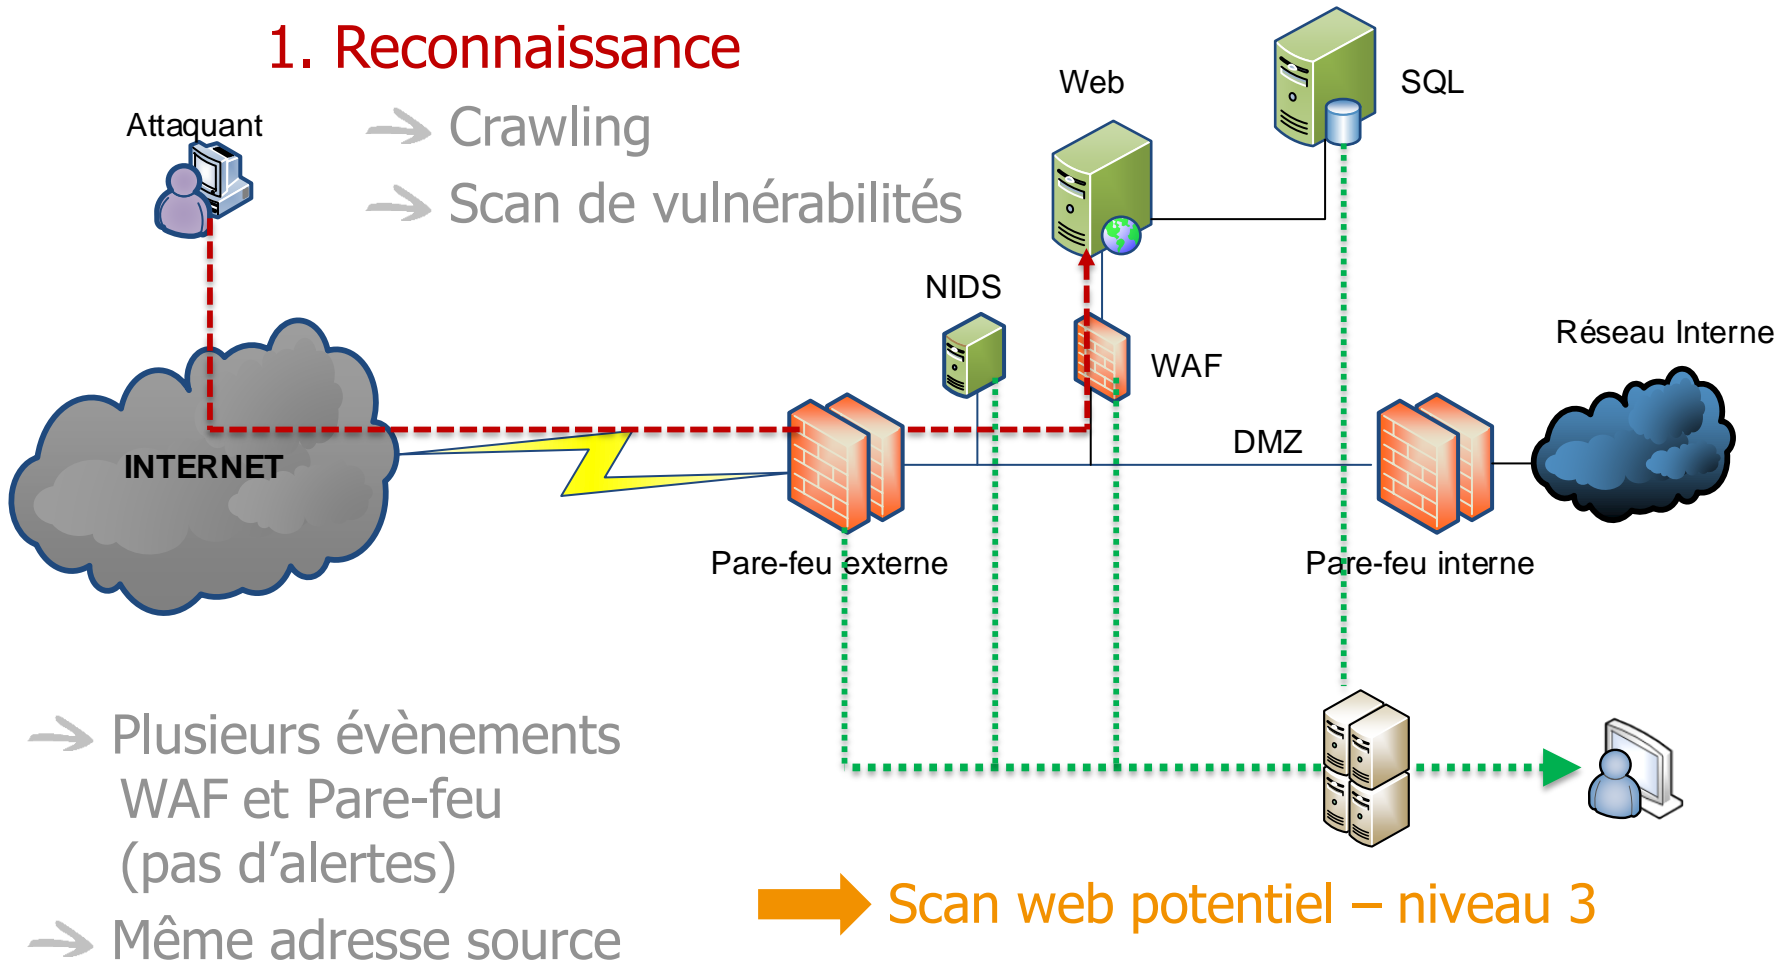 1. Reconnaissance
Crawling
Scan de vulnérabilités
Attaquant
Web
SQL
NIDS
WAF
Réseau Interne
DMZ
INTERNET
Pare-feu externe
Pare-feu interne
Plusieurs évènements
WAF et Pare-feu
(pas d’alertes)
Même adresse source
Scan web potentiel – niveau 3